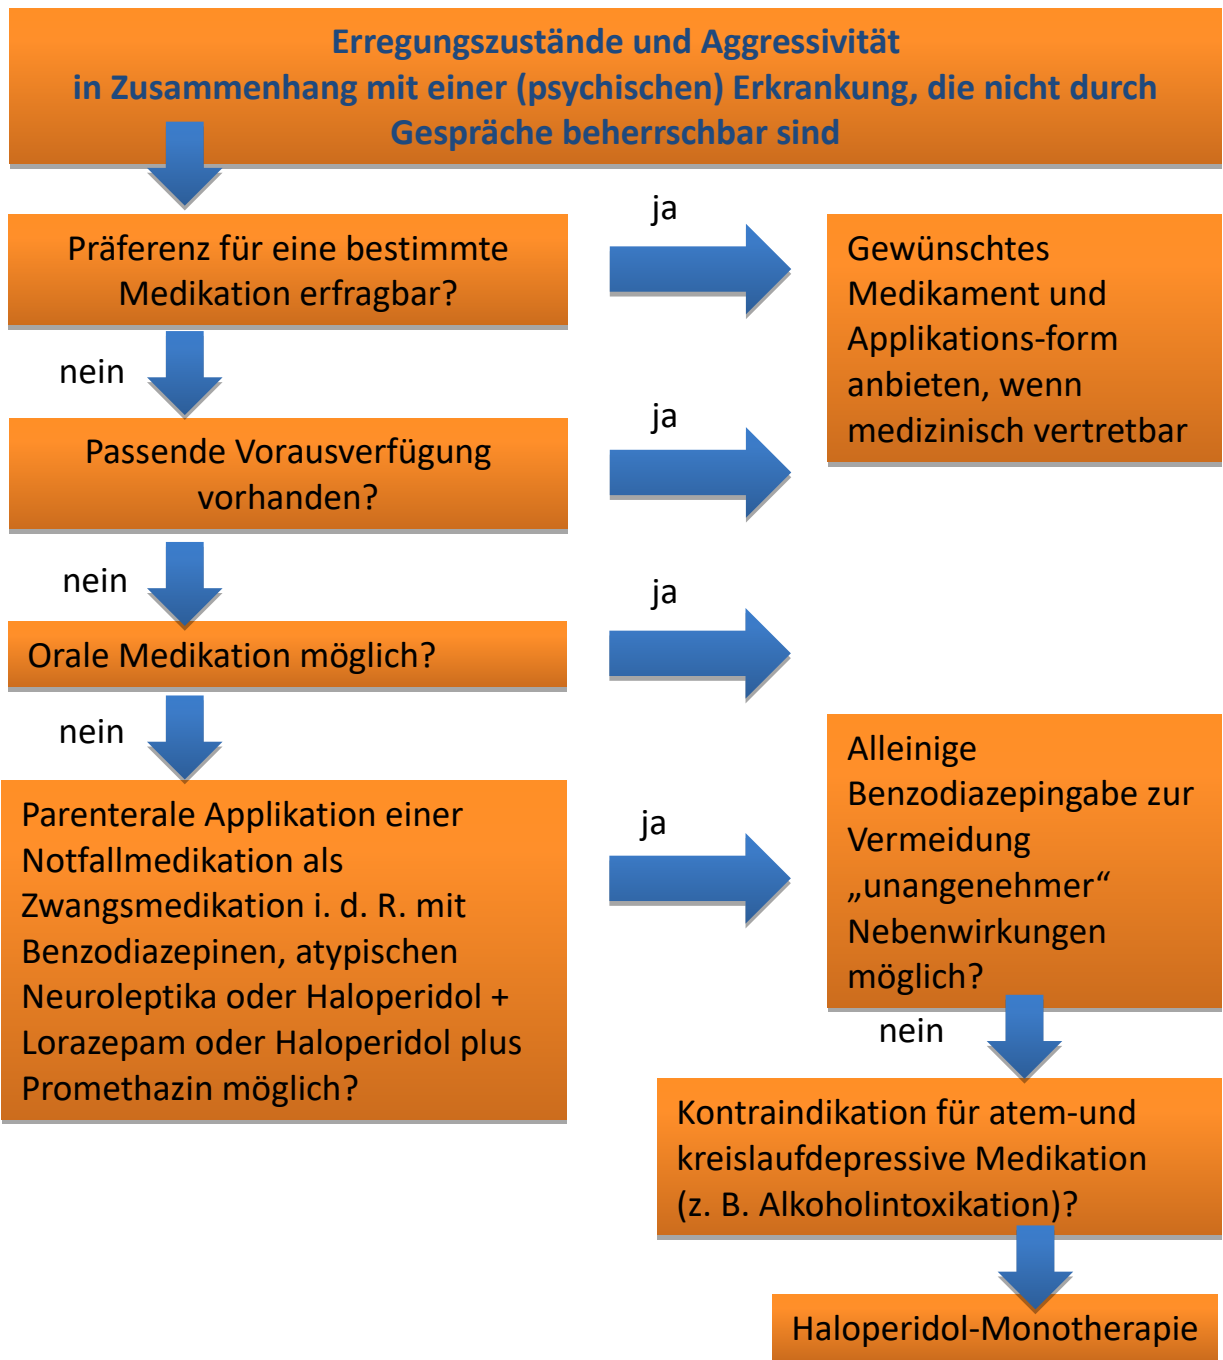 Erregungszustände und Aggressivität
in Zusammenhang mit einer (psychischen) Erkrankung, die nicht durch
Gespräche beherrschbar sind
Präferenz für eine bestimmte
Medikation erfragbar?
ja
Gewünschtes
Medikament und
Applikations-form
anbieten, wenn
medizinisch vertretbar
nein
Passende Vorausverfügung
vorhanden?
ja
nein
Orale Medikation möglich?
ja
nein
Parenterale Applikation einer
Notfallmedikation als
Zwangsmedikation i. d. R. mit
Benzodiazepinen, atypischen
Neuroleptika oder Haloperidol +
Lorazepam oder Haloperidol plus
Promethazin möglich?
ja
Alleinige
Benzodiazepingabe zur
Vermeidung
„unangenehmer“
Nebenwirkungen
möglich?
nein
Kontraindikation für atem-und
kreislaufdepressive Medikation
(z. B. Alkoholintoxikation)?
Haloperidol-Monotherapie